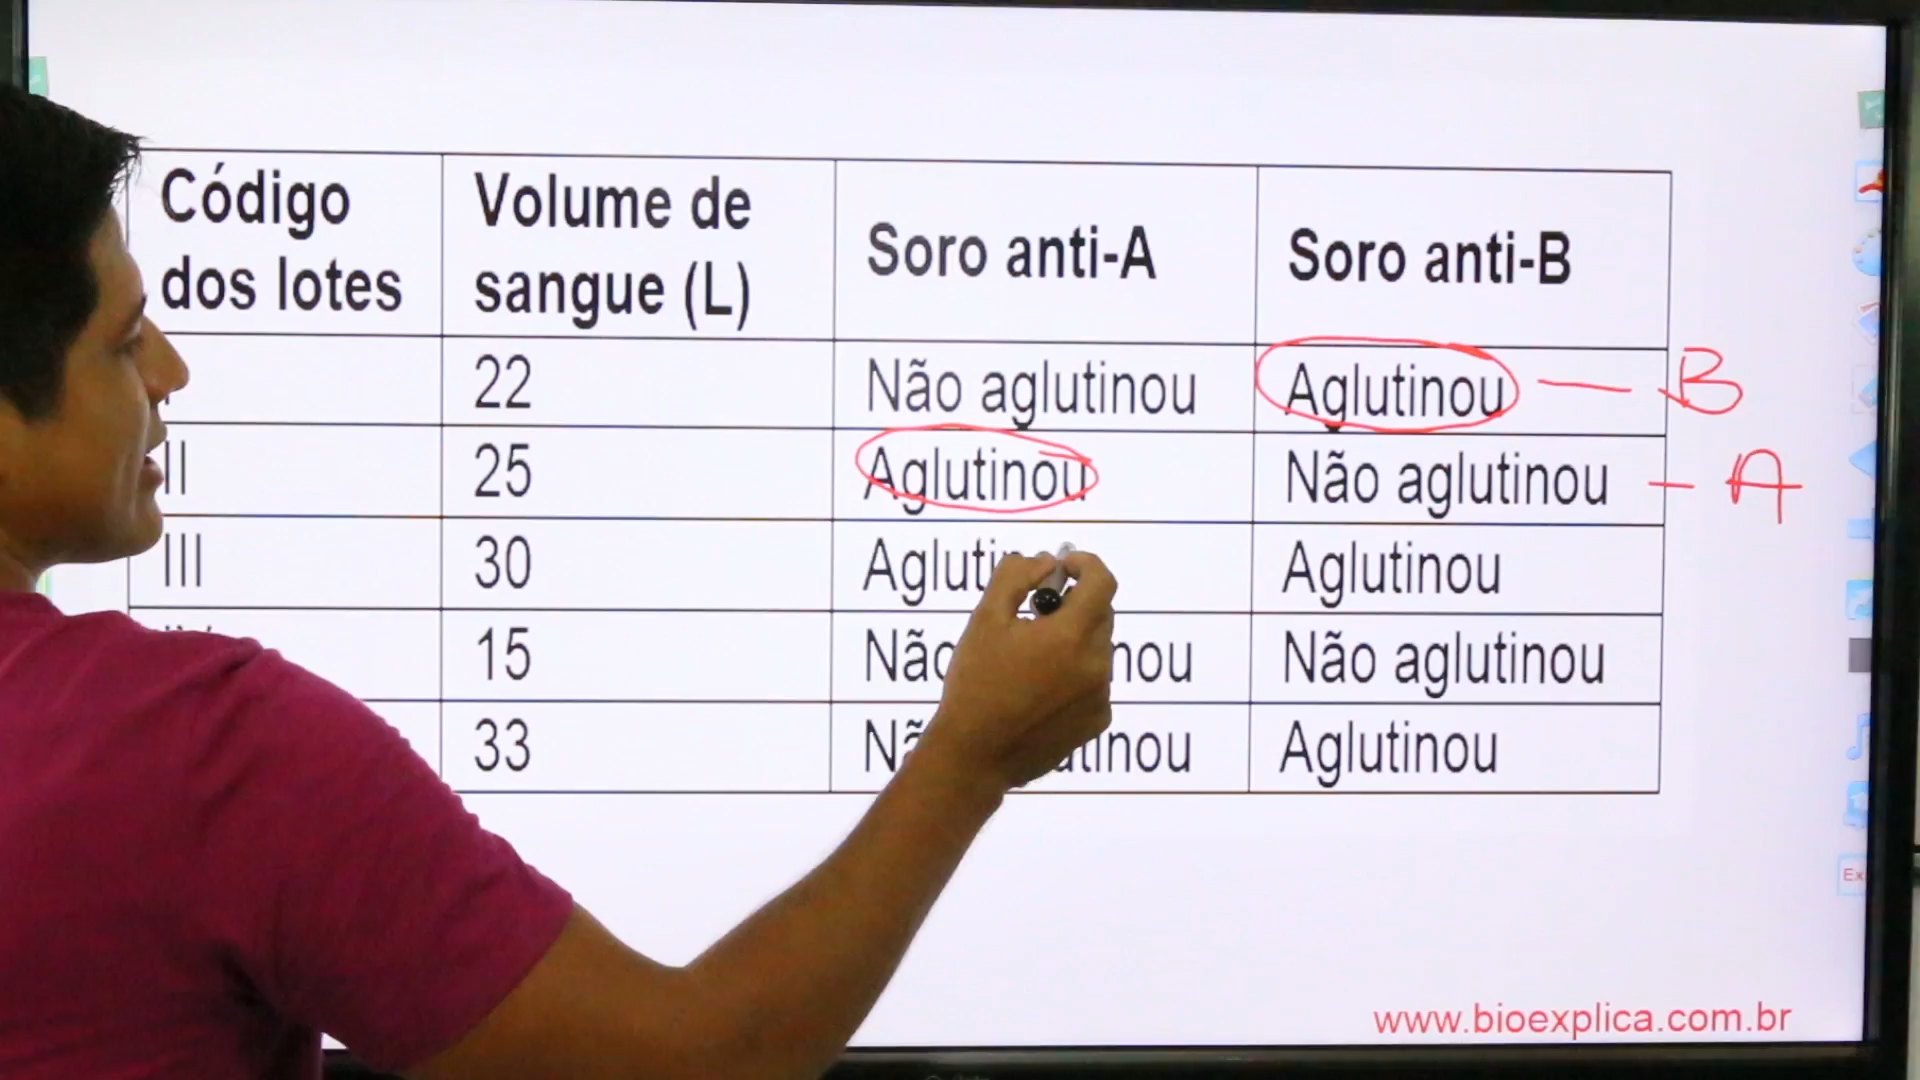 Código dos lotes
Volume de sangue (L)
Soro anti-A
Soro anti-B
22 Não aglutinou Aglutinou — B
II 25 Aglutinou Não aglutinou - A
III 30 Aglutinou
15 Não aglutinou
33 Aglutinou
www.bioexplica.com.br